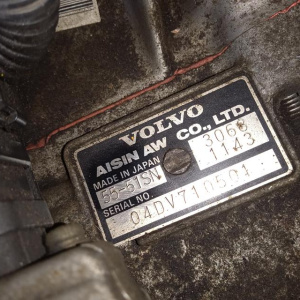 VOLVO
AISIN AW CO., LTD.
MADE IN JAPAN 3068
55-51SN 1143
SERIAL NO.
04DV710501